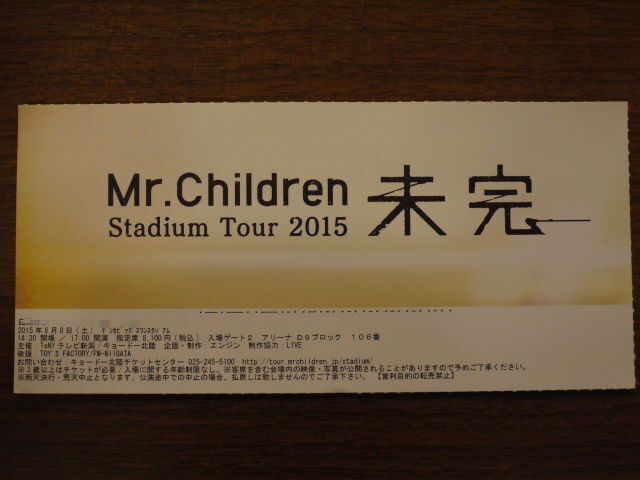 Mr.Children 未完
Stadium Tour 2015
2015年8月8日(土) ﾃﾞﾝｶﾋﾞｯｸﾞｽﾜﾝｽﾀｼﾞｱﾑ
14:30 開場 / 17:00 開演 指定席 8,100円(税込) 入場ゲート2 アリーナ D9ブロック 106番
主催:TeNYテレビ新潟/キョードー北陸 企画・制作:エンジン 制作協力:LIVE
後援:TOY'S FACTORY/FM-NIIGATA
お問い合わせ:キョードー北陸チケットセンター 025-245-5100 http://tour.mrchildren.jp/stadium/
※3歳以上はチケットが必要/入場に関する年齢制限なし。※客席を含む会場内の映像・写真が公開されることがありますので予めご了承ください。
※雨天決行・荒天中止となります。公演途中での中止の場合、払戻しは致しませんのでご了承下さい。【営利目的の転売禁止】